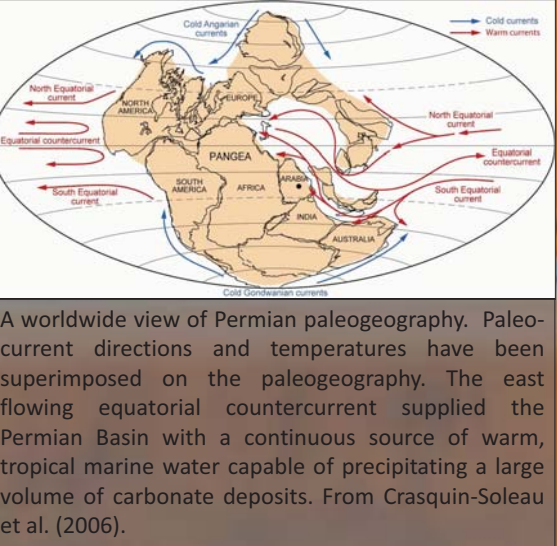 Cold Angarian
currents
Cold currents
Warm currents
North Equatorial
current
NORTH
AMERICA
EUROPE
North Equatorial
current
Equatorial countercurrent
PANGEA
Equatorial
countercurrent
South Equatorial
current
SOUTH
AMERICA
AFRICA
ARABIA
South Equatorial
current
INDIA
AUSTRALIA
Cold Gondwanian currents
A worldwide view of Permian paleogeography. Paleo-
current directions and temperatures have been
superimposed on the paleogeography. The east
flowing equatorial countercurrent supplied the
Permian Basin with a continuous source of warm,
tropical marine water capable of precipitating a large
volume of carbonate deposits. From Crasquin-Soleau
et al. (2006).